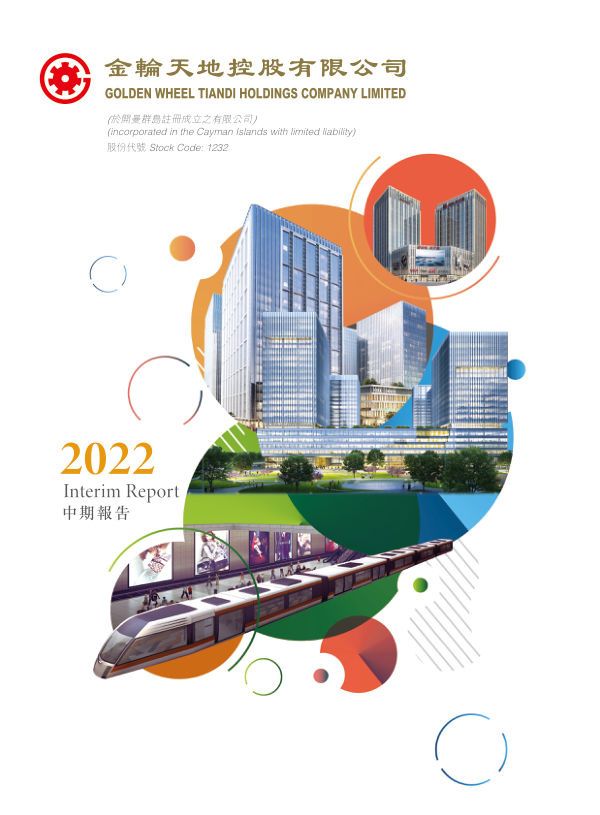 金輪天地控股有限公司
GOLDEN WHEEL TIANDI HOLDINGS COMPANY LIMITED
(於開曼群島註冊成立之有限公司)
(incorporated in the Cayman Islands with limited liability)
股份代號 Stock Code: 1232
2022
Interim Report
中期報告